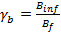 γ_b = B_inf / B_f